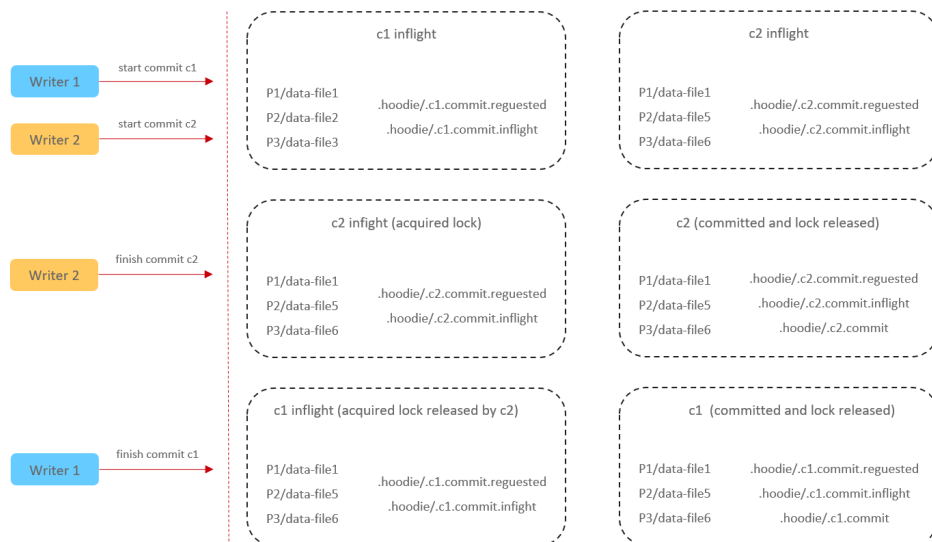 c1 inflight
c2 inflight
Writer 1
start commit c1
P1/data-file1
P2/data-file2
P3/data-file3
.hoodie/.c1.commit.reguested
.hoodie/.c1.commit.inflight
P1/data-file1
P2/data-file5
P3/data-file6
.hoodie/.c2.commit.reguested
.hoodie/.c2.commit.inflight
Writer 2
start commit c2
c2 infight (acquired lock)
c2 (committed and lock released)
Writer 2
finish commit c2
P1/data-file1
P2/data-file5
P3/data-file6
.hoodie/.c2.commit.reguested
.hoodie/.c2.commit.inflight
P1/data-file1
P2/data-file5
P3/data-file6
.hoodie/.c2.commit.reguested
.hoodie/.c2.commit.inflight
.hoodie/.c2.commit
c1 inflight (acquired lock released by c2)
c1 (committed and lock released)
Writer 1
finish commit c1
P1/data-file1
P2/data-file5
P3/data-file6
.hoodie/.c1.commit.reguested
.hoodie/.c1.commit.infight
P1/data-file1
P2/data-file5
P3/data-file6
.hoodie/.c1.commit.reguested
.hoodie/.c1.commit.inflight
.hoodie/.c1.commit